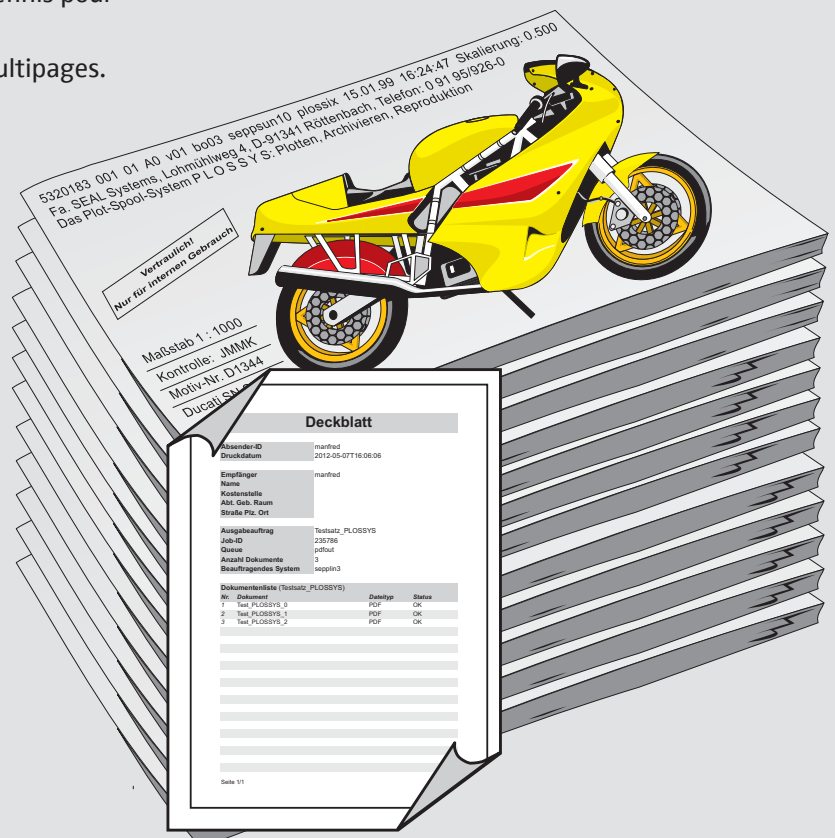 pour
ultipages.
5320183 001 01 A0 v01 bo03 seppsun10 plossix 15.01.99 16:24:47 Skalierung: 0.500
Fa. SEAL Systems, Lohmühlweg 4, D-91341 Röttenbach, Telefon: 0 91 95/926-0
Das Plot-Spool-System P L O S S Y S: Plotten, Archivieren, Reproduktion
Vertraulich!
Nur für internen Gebrauch
Maßstab 1 : 1000
Kontrolle: JMMK
Motiv-Nr. D1344
Ducati SN
Deckblatt
Absender-ID manfred
Druckdatum 2012-05-07T16:06:06
Empfänger manfred
Name
Kostenstelle
Abt. Geb. Raum
Straße Plz. Ort
Ausgabeauftrag Testsatz_PLOSSYS
Job-ID 235786
Queue pdfout
Anzahl Dokumente 3
Beauftragendes System sepplin3
Dokumentenliste (Testsatz_PLOSSYS)
Nr. Dokument Dateityp Status
1 Test_PLOSSYS_0 PDF OK
2 Test_PLOSSYS_1 PDF OK
3 Test_PLOSSYS_2 PDF OK
Seite 1/1